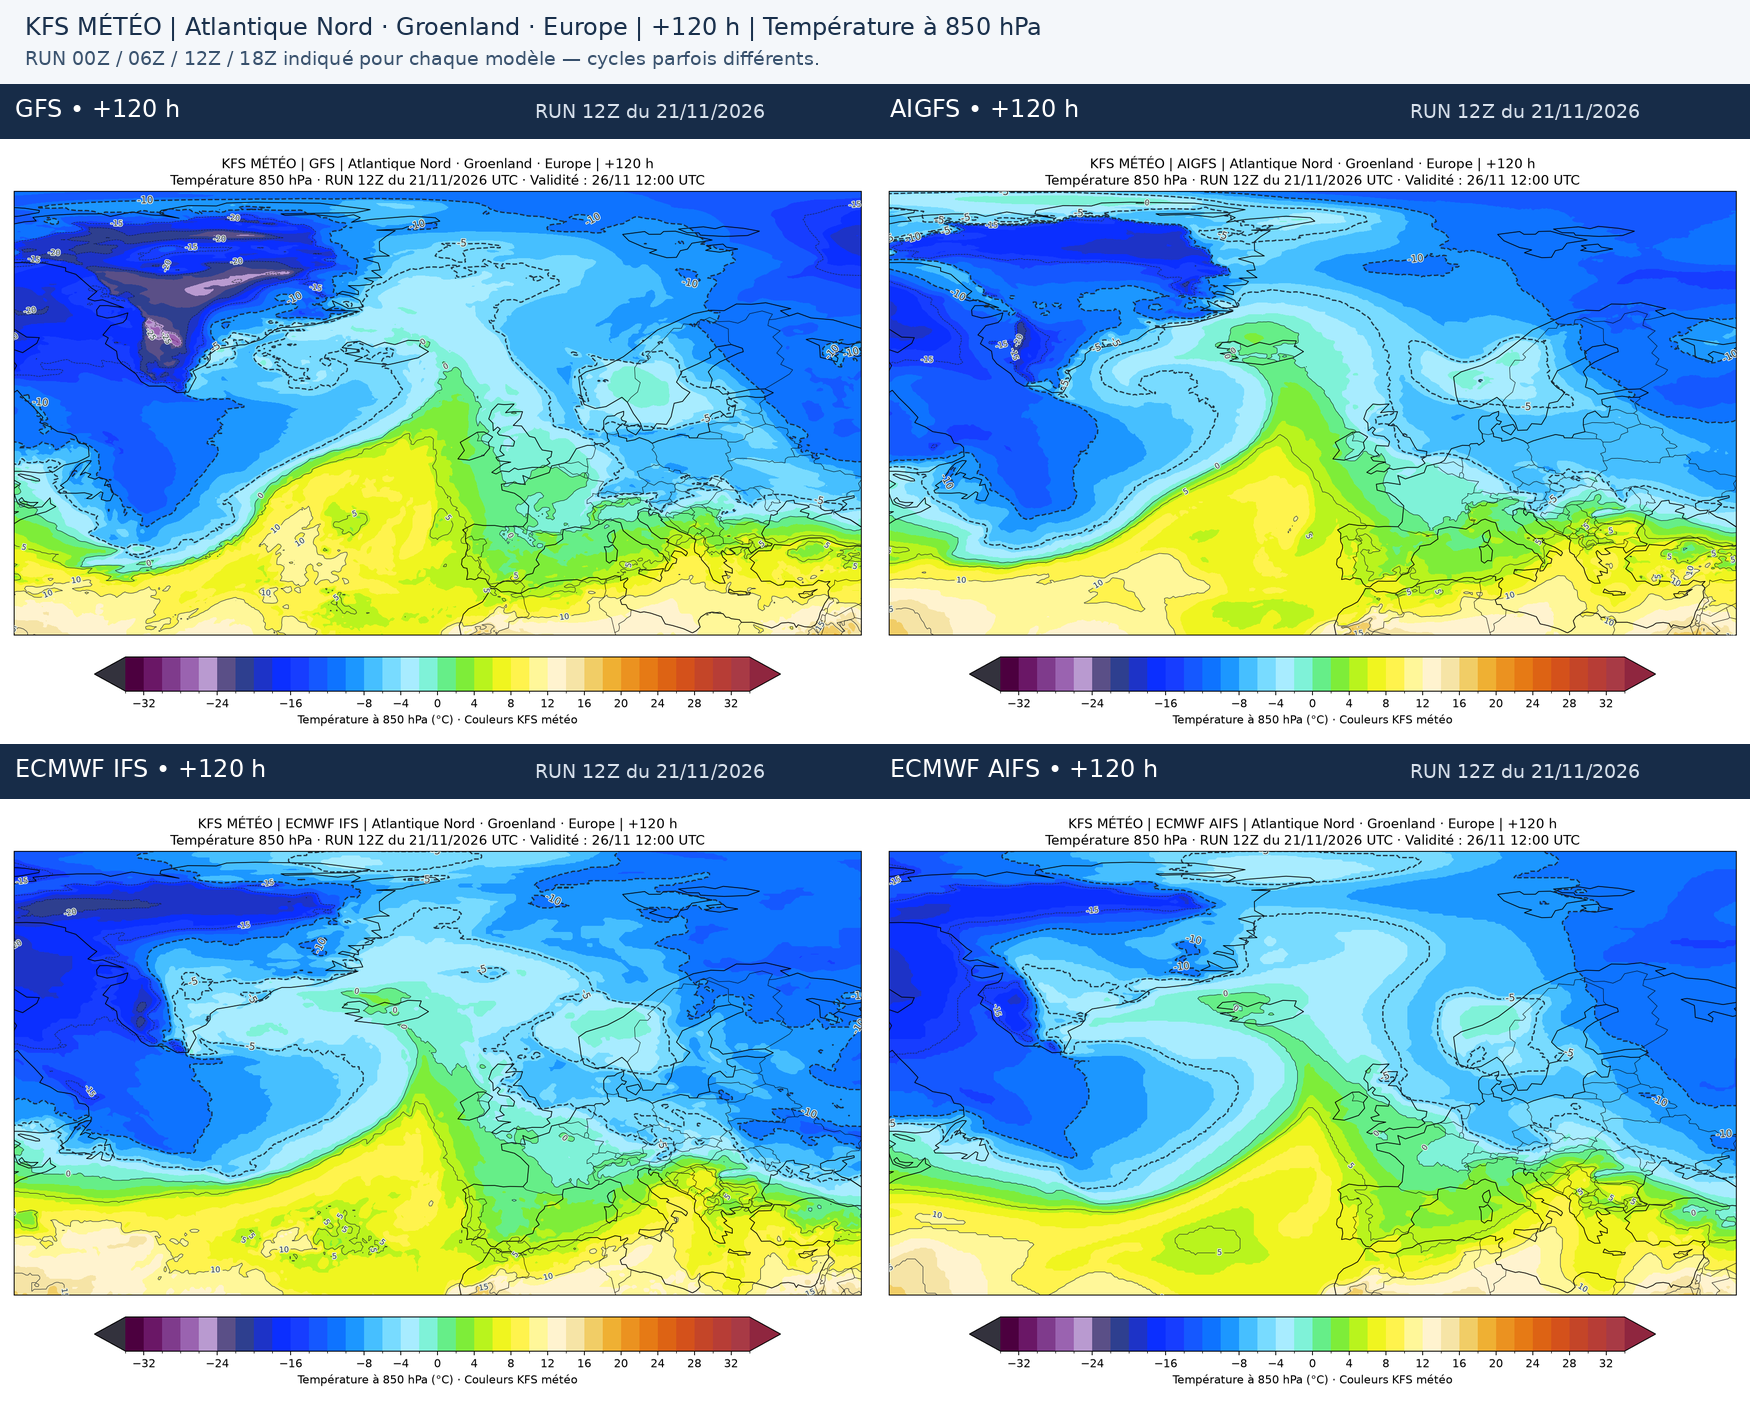 KFS MÉTÉO | Atlantique Nord · Groenland · Europe | +120 h | Température à 850 hPa
RUN 00Z / 06Z / 12Z / 18Z indiqué pour chaque modèle — cycles parfois différents.
GFS • +120 h
RUN 12Z du 21/11/2026
KFS MÉTÉO | GFS | Atlantique Nord · Groenland · Europe | +120 h
Température 850 hPa · RUN 12Z du 21/11/2026 UTC · Validité : 26/11 12:00 UTC
−32 −24 −16 −8 −4 0 4 8 12 16 20 24 28 32
Température à 850 hPa (°C) · Couleurs KFS météo
AIGFS • +120 h
RUN 12Z du 21/11/2026
KFS MÉTÉO | AIGFS | Atlantique Nord · Groenland · Europe | +120 h
Température 850 hPa · RUN 12Z du 21/11/2026 UTC · Validité : 26/11 12:00 UTC
−32 −24 −16 −8 −4 0 4 8 12 16 20 24 28 32
Température à 850 hPa (°C) · Couleurs KFS météo
ECMWF IFS • +120 h
RUN 12Z du 21/11/2026
KFS MÉTÉO | ECMWF IFS | Atlantique Nord · Groenland · Europe | +120 h
Température 850 hPa · RUN 12Z du 21/11/2026 UTC · Validité : 26/11 12:00 UTC
−32 −24 −16 −8 −4 0 4 8 12 16 20 24 28 32
Température à 850 hPa (°C) · Couleurs KFS météo
ECMWF AIFS • +120 h
RUN 12Z du 21/11/2026
KFS MÉTÉO | ECMWF AIFS | Atlantique Nord · Groenland · Europe | +120 h
Température 850 hPa · RUN 12Z du 21/11/2026 UTC · Validité : 26/11 12:00 UTC
−32 −24 −16 −8 −4 0 4 8 12 16 20 24 28 32
Température à 850 hPa (°C) · Couleurs KFS météo